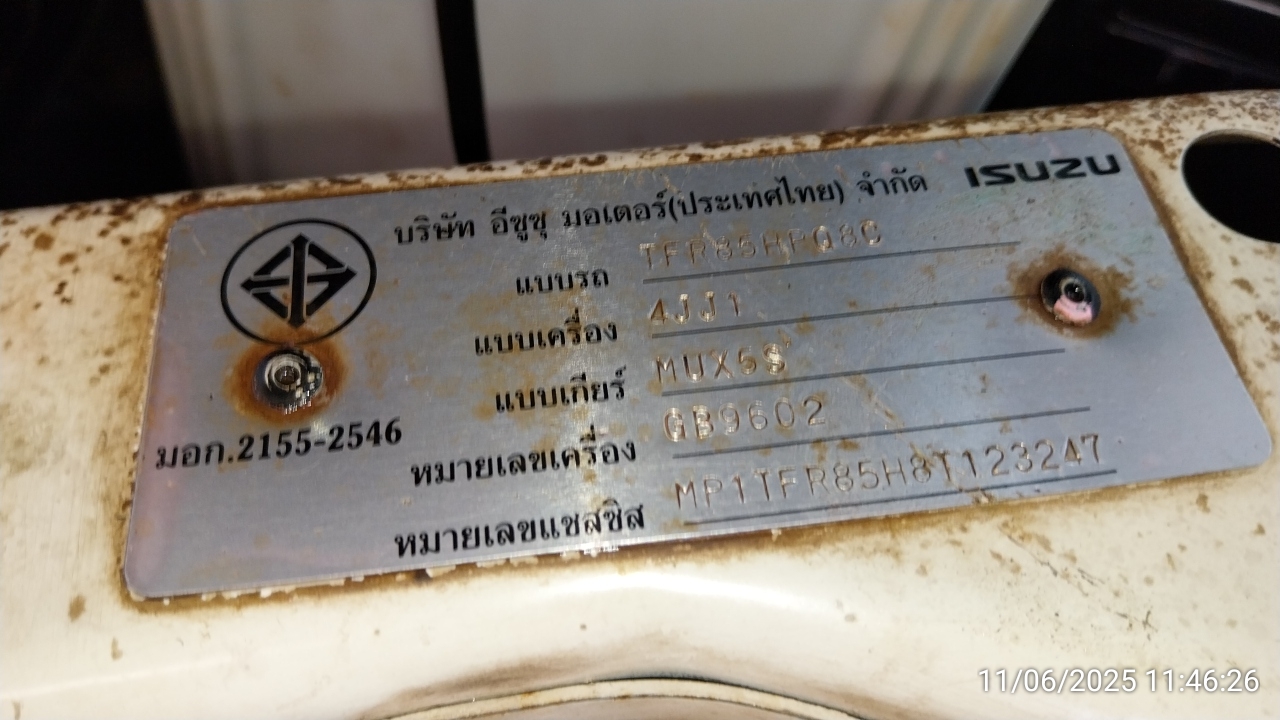 บริษัท อีซูซุ มอเตอร์(ประเทศไทย) จำกัด ISUZU
แบบรถ TFR85HPQ8C
แบบเครื่อง 4JJ1
แบบเกียร์ MUX5S
หมายเลขเครื่อง GB9602
มอก.2155-2546
หมายเลขแชสซีส MP1TFR85H8T123247
11/06/2025 11:46:26